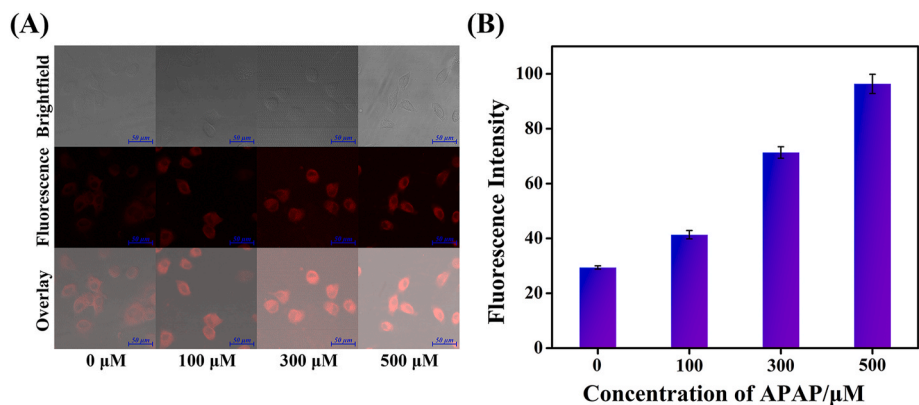 (A)
Brightfield
50 μm
50 μm
50 μm
50 μm
Fluorescence
50 μm
50 μm
50 μm
50 μm
Overlay
50 μm
50 μm
50 μm
50 μm
0 μM
100 μM
300 μM
500 μM
(B)
Fluorescence Intensity
100
80
60
40
20
0
0
100
300
500
Concentration of APAP/μM